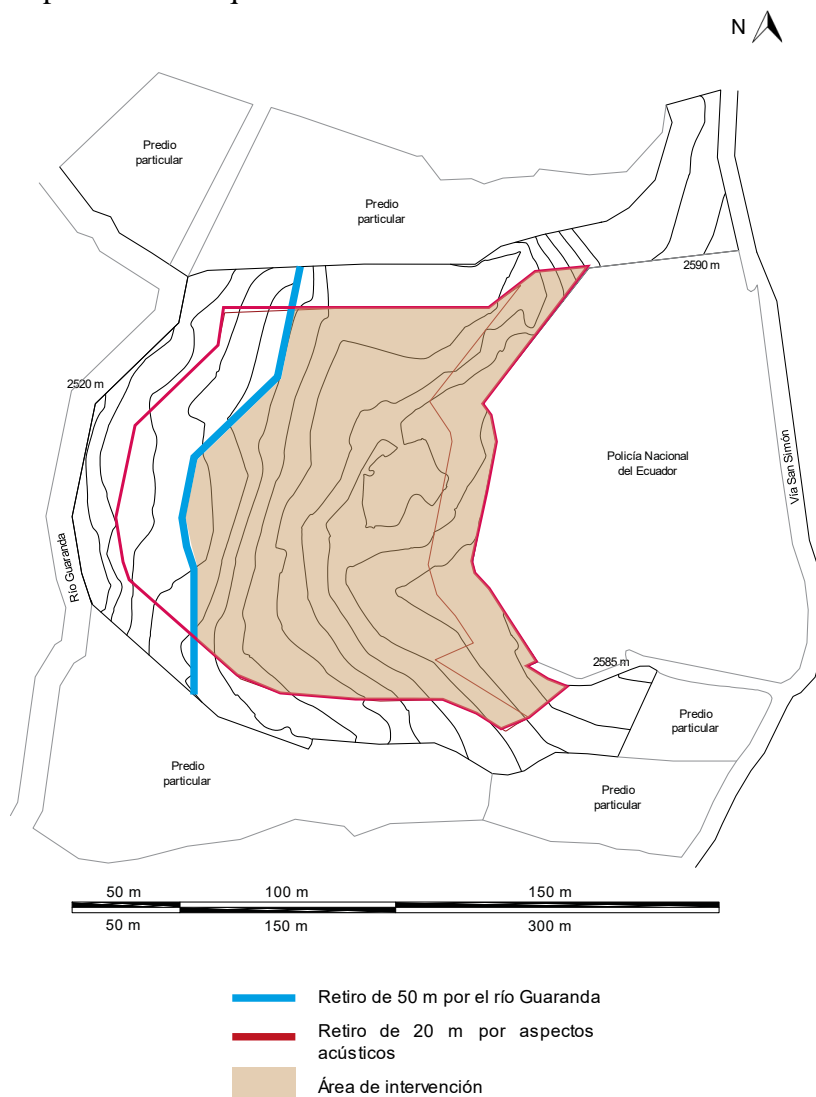 N
Predio
particular
Predio
particular
2590 m
2520 m
Policía Nacional
del Ecuador
Vía San Simón
Río Guaranda
2585 m
Predio
particular
Predio
particular
Predio
particular
50 m 100 m 150 m
50 m 150 m 300 m
Retiro de 50 m por el río Guaranda
Retiro de 20 m por aspectos
acústicos
Área de intervención